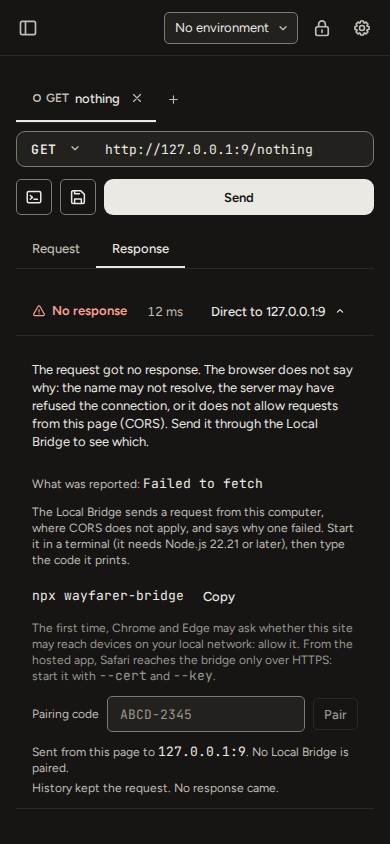 No environment
GET nothing
GET http://127.0.0.1:9/nothing
Send
Request Response
No response 12 ms Direct to 127.0.0.1:9
The request got no response. The browser does not say
why: the name may not resolve, the server may have
refused the connection, or it does not allow requests
from this page (CORS). Send it through the Local
Bridge to see which.
What was reported: Failed to fetch
The Local Bridge sends a request from this computer,
where CORS does not apply, and says why one failed. Start
it in a terminal (it needs Node.js 22.21 or later), then type
the code it prints.
npx wayfarer-bridge Copy
The first time, Chrome and Edge may ask whether this site
may reach devices on your local network: allow it. From the
hosted app, Safari reaches the bridge only over HTTPS:
start it with --cert and --key.
Pairing code ABCD-2345 Pair
Sent from this page to 127.0.0.1:9. No Local Bridge is
paired.
History kept the request. No response came.